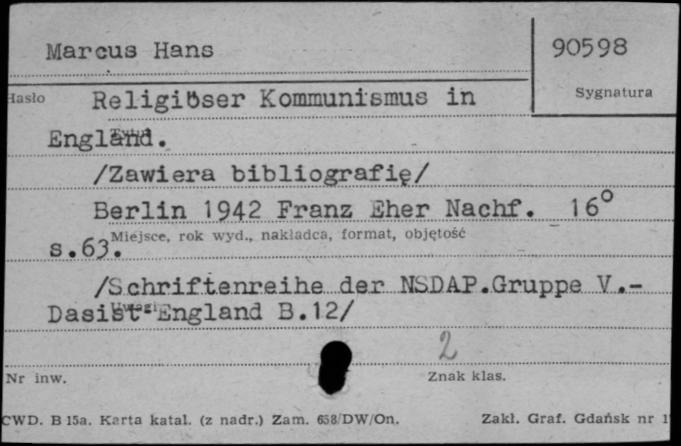 Marcus Hans
90598
Hasło
Sygnatura
Religiöser Kommunismus in
England.
/Zawiera bibliografię/
Berlin 1942 Franz Eher Nachf. 16°
Miejsce, rok wyd., nakładca, format, objętość
s.63.
/Schriftenreihe der NSDAP.Gruppe V.-
Dasist England B.12/
2
Nr inw.
Znak klas.
CWD. B 15a. Karta katal. (z nadr.) Zam. 658/DW/On.
Zakł. Graf. Gdańsk nr